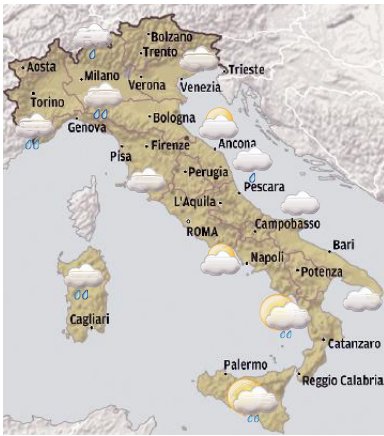 Bolzano
Trento
Aosta
Milano
Trieste
Verona
Venezia
Torino
Genova
Bologna
Pisa
Firenze
Ancona
Perugia
Pescara
L'Aquila
ROMA
Campobasso
Bari
Napoli
Potenza
Cagliari
Catanzaro
Palermo
Reggio Calabria